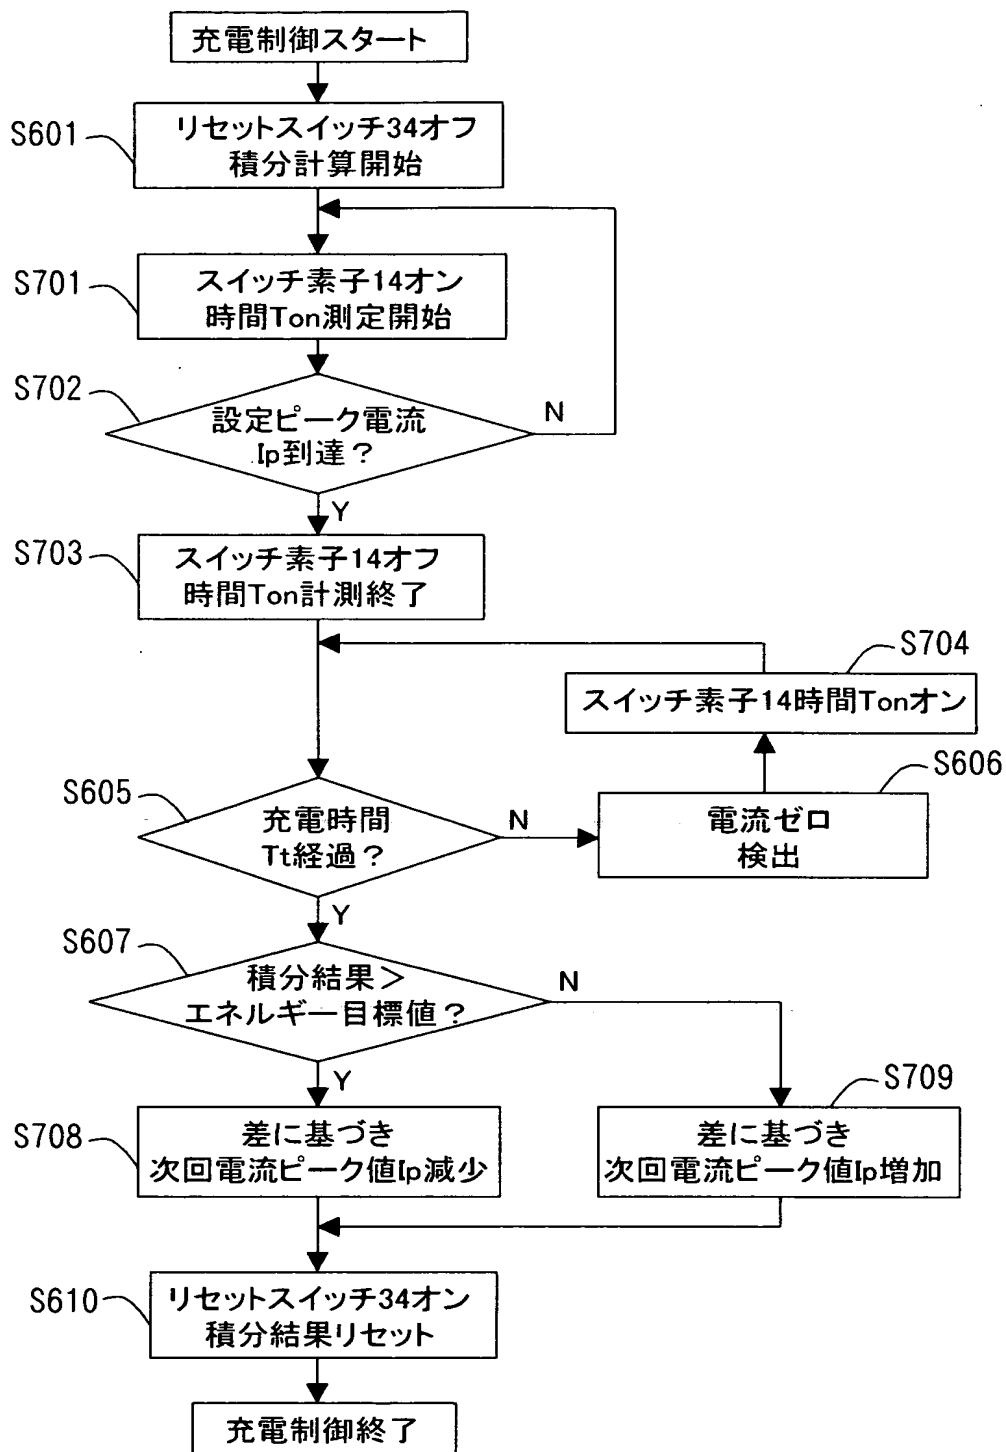 充電制御スタート
S601
リセットスイッチ34オフ
積分計算開始
S701
スイッチ素子14オン
時間Ton測定開始
S702
設定ピーク電流
Ip到達？
N
Y
S703
スイッチ素子14オフ
時間Ton計測終了
S704
スイッチ素子14時間Tonオン
S606
電流ゼロ
検出
S605
充電時間
Tt経過？
N
Y
S607
積分結果＞
エネルギー目標値？
N
Y
S708
差に基づき
次回電流ピーク値Ip減少
S709
差に基づき
次回電流ピーク値Ip増加
S610
リセットスイッチ34オン
積分結果リセット
充電制御終了